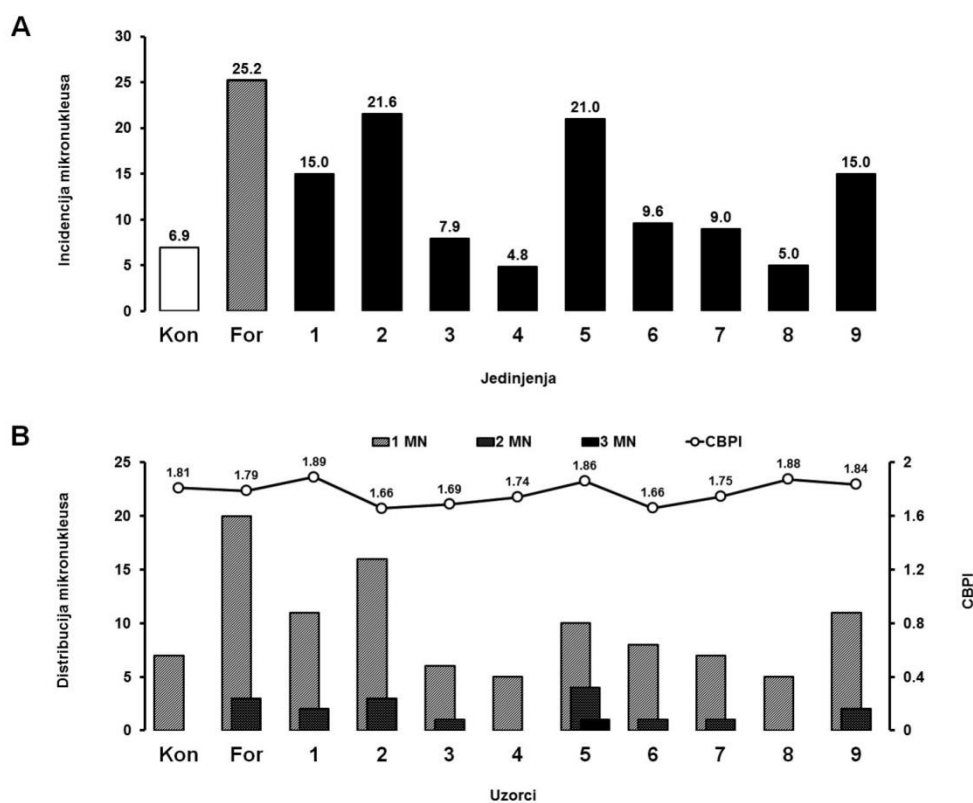 A
Incidencija mikronukleusa
30
25
20
15
10
5
0
6.9
25.2
15.0
21.6
7.9
4.8
21.0
9.6
9.0
5.0
15.0
Kon For 1 2 3 4 5 6 7 8 9
Jedinjenja
B
1 MN 2 MN 3 MN CBPI
Distribucija mikronukleusa
25
20
15
10
5
0
1.81 1.79 1.89 1.66 1.69 1.74 1.86 1.66 1.75 1.88 1.84
2
1.6
1.2
0.8
0.4
0
CBPI
Kon For 1 2 3 4 5 6 7 8 9
Uzorci